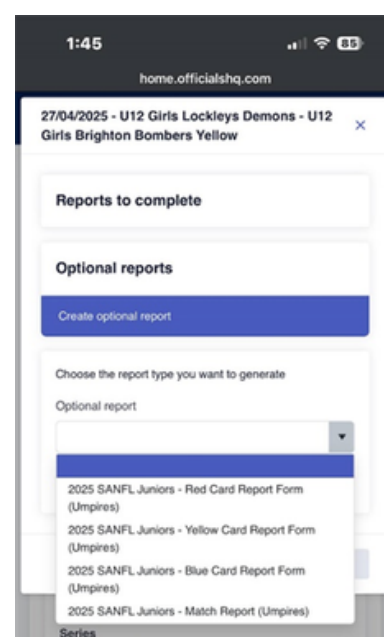 1:45
85
home.officialshq.com
27/04/2025 - U12 Girls Lockleys Demons - U12
Girls Brighton Bombers Yellow
×
Reports to complete
Optional reports
Create optional report
Choose the report type you want to generate
Optional report
2025 SANFL Juniors - Red Card Report Form
(Umpires)
2025 SANFL Juniors - Yellow Card Report Form
(Umpires)
2025 SANFL Juniors - Blue Card Report Form
(Umpires)
2025 SANFL Juniors - Match Report (Umpires)
Series